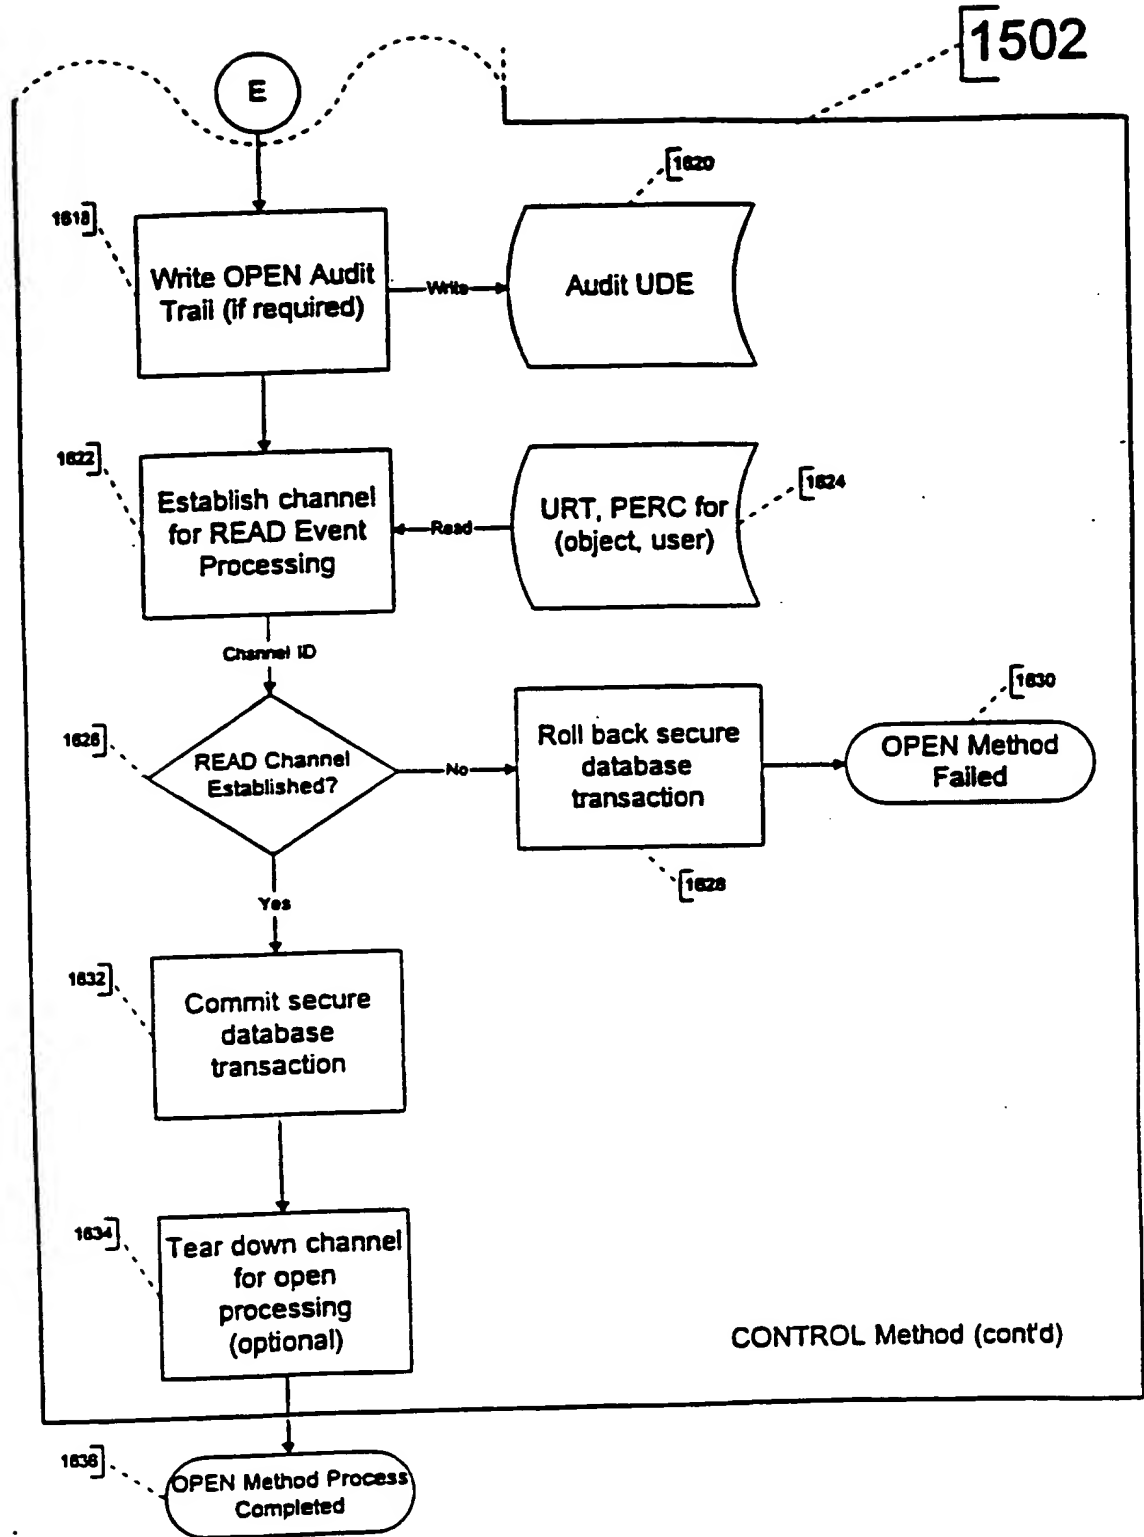 1502
E
1618
Write OPEN Audit
Trail (if required)
Write
1620
Audit UDE
1622
Establish channel
for READ Event
Processing
Read
URT, PERC for
(object, user)
1624
Channel ID
1626
READ Channel
Established?
No
Roll back secure
database
transaction
1628
1630
OPEN Method
Failed
Yes
1632
Commit secure
database
transaction
1634
Tear down channel
for open
processing
(optional)
CONTROL Method (cont'd)
1636
OPEN Method Process
Completed